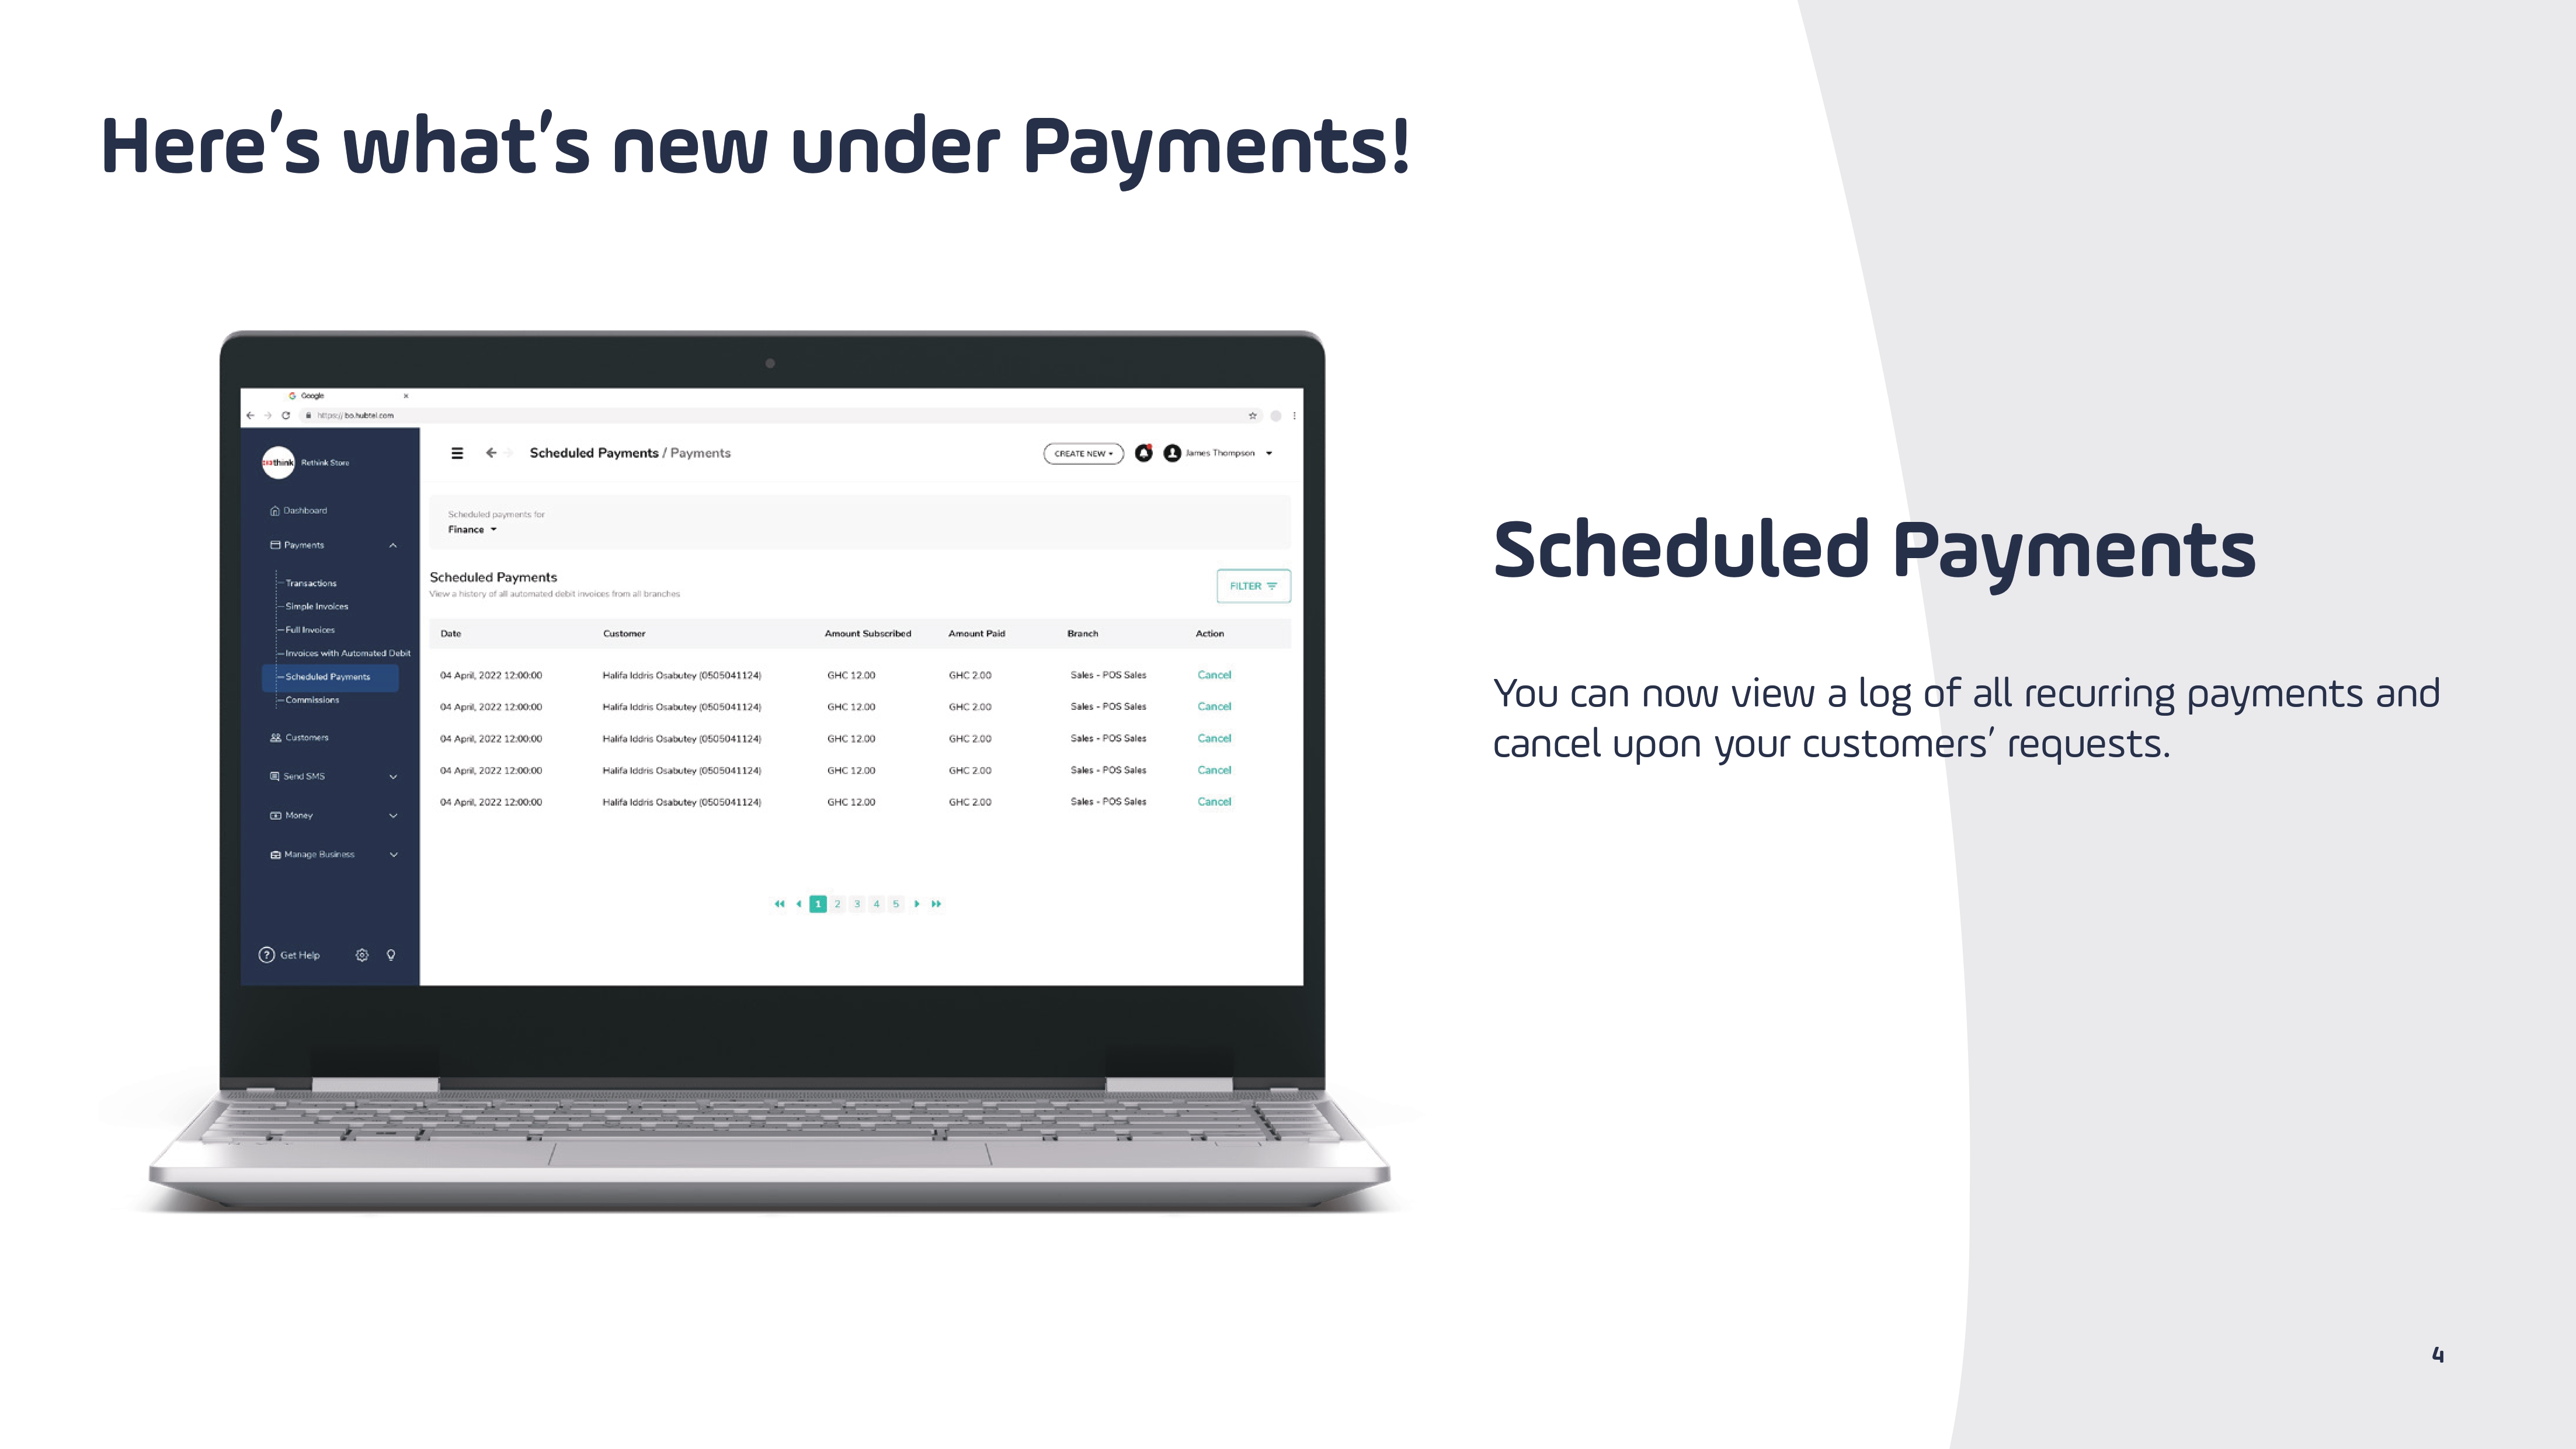 Here's what's new under Payments!
Google
https:// bo.hubtel.com
Rethink Store
Scheduled Payments / Payments
CREATE NEW
James Thompson
Dashboard
Payments
Transactions
Simple Invoices
Full Invoices
Invoices with Automated Debit
Scheduled Payments
Commissions
Customers
Send SMS
Money
Manage Business
Get Help
Scheduled payments for
Finance
Scheduled Payments
View a history of all automated debit invoices from all branches
FILTER
Date Customer Amount Subscribed Amount Paid Branch Action
04 April, 2022 12:00:00 Halifa Iddris Osabutey (0505041124) GHC 12.00 GHC 2.00 Sales - POS Sales Cancel
04 April, 2022 12:00:00 Halifa Iddris Osabutey (0505041124) GHC 12.00 GHC 2.00 Sales - POS Sales Cancel
04 April, 2022 12:00:00 Halifa Iddris Osabutey (0505041124) GHC 12.00 GHC 2.00 Sales - POS Sales Cancel
04 April, 2022 12:00:00 Halifa Iddris Osabutey (0505041124) GHC 12.00 GHC 2.00 Sales - POS Sales Cancel
04 April, 2022 12:00:00 Halifa Iddris Osabutey (0505041124) GHC 12.00 GHC 2.00 Sales - POS Sales Cancel
1 2 3 4 5
Scheduled Payments
You can now view a log of all recurring payments and
cancel upon your customers' requests.
4